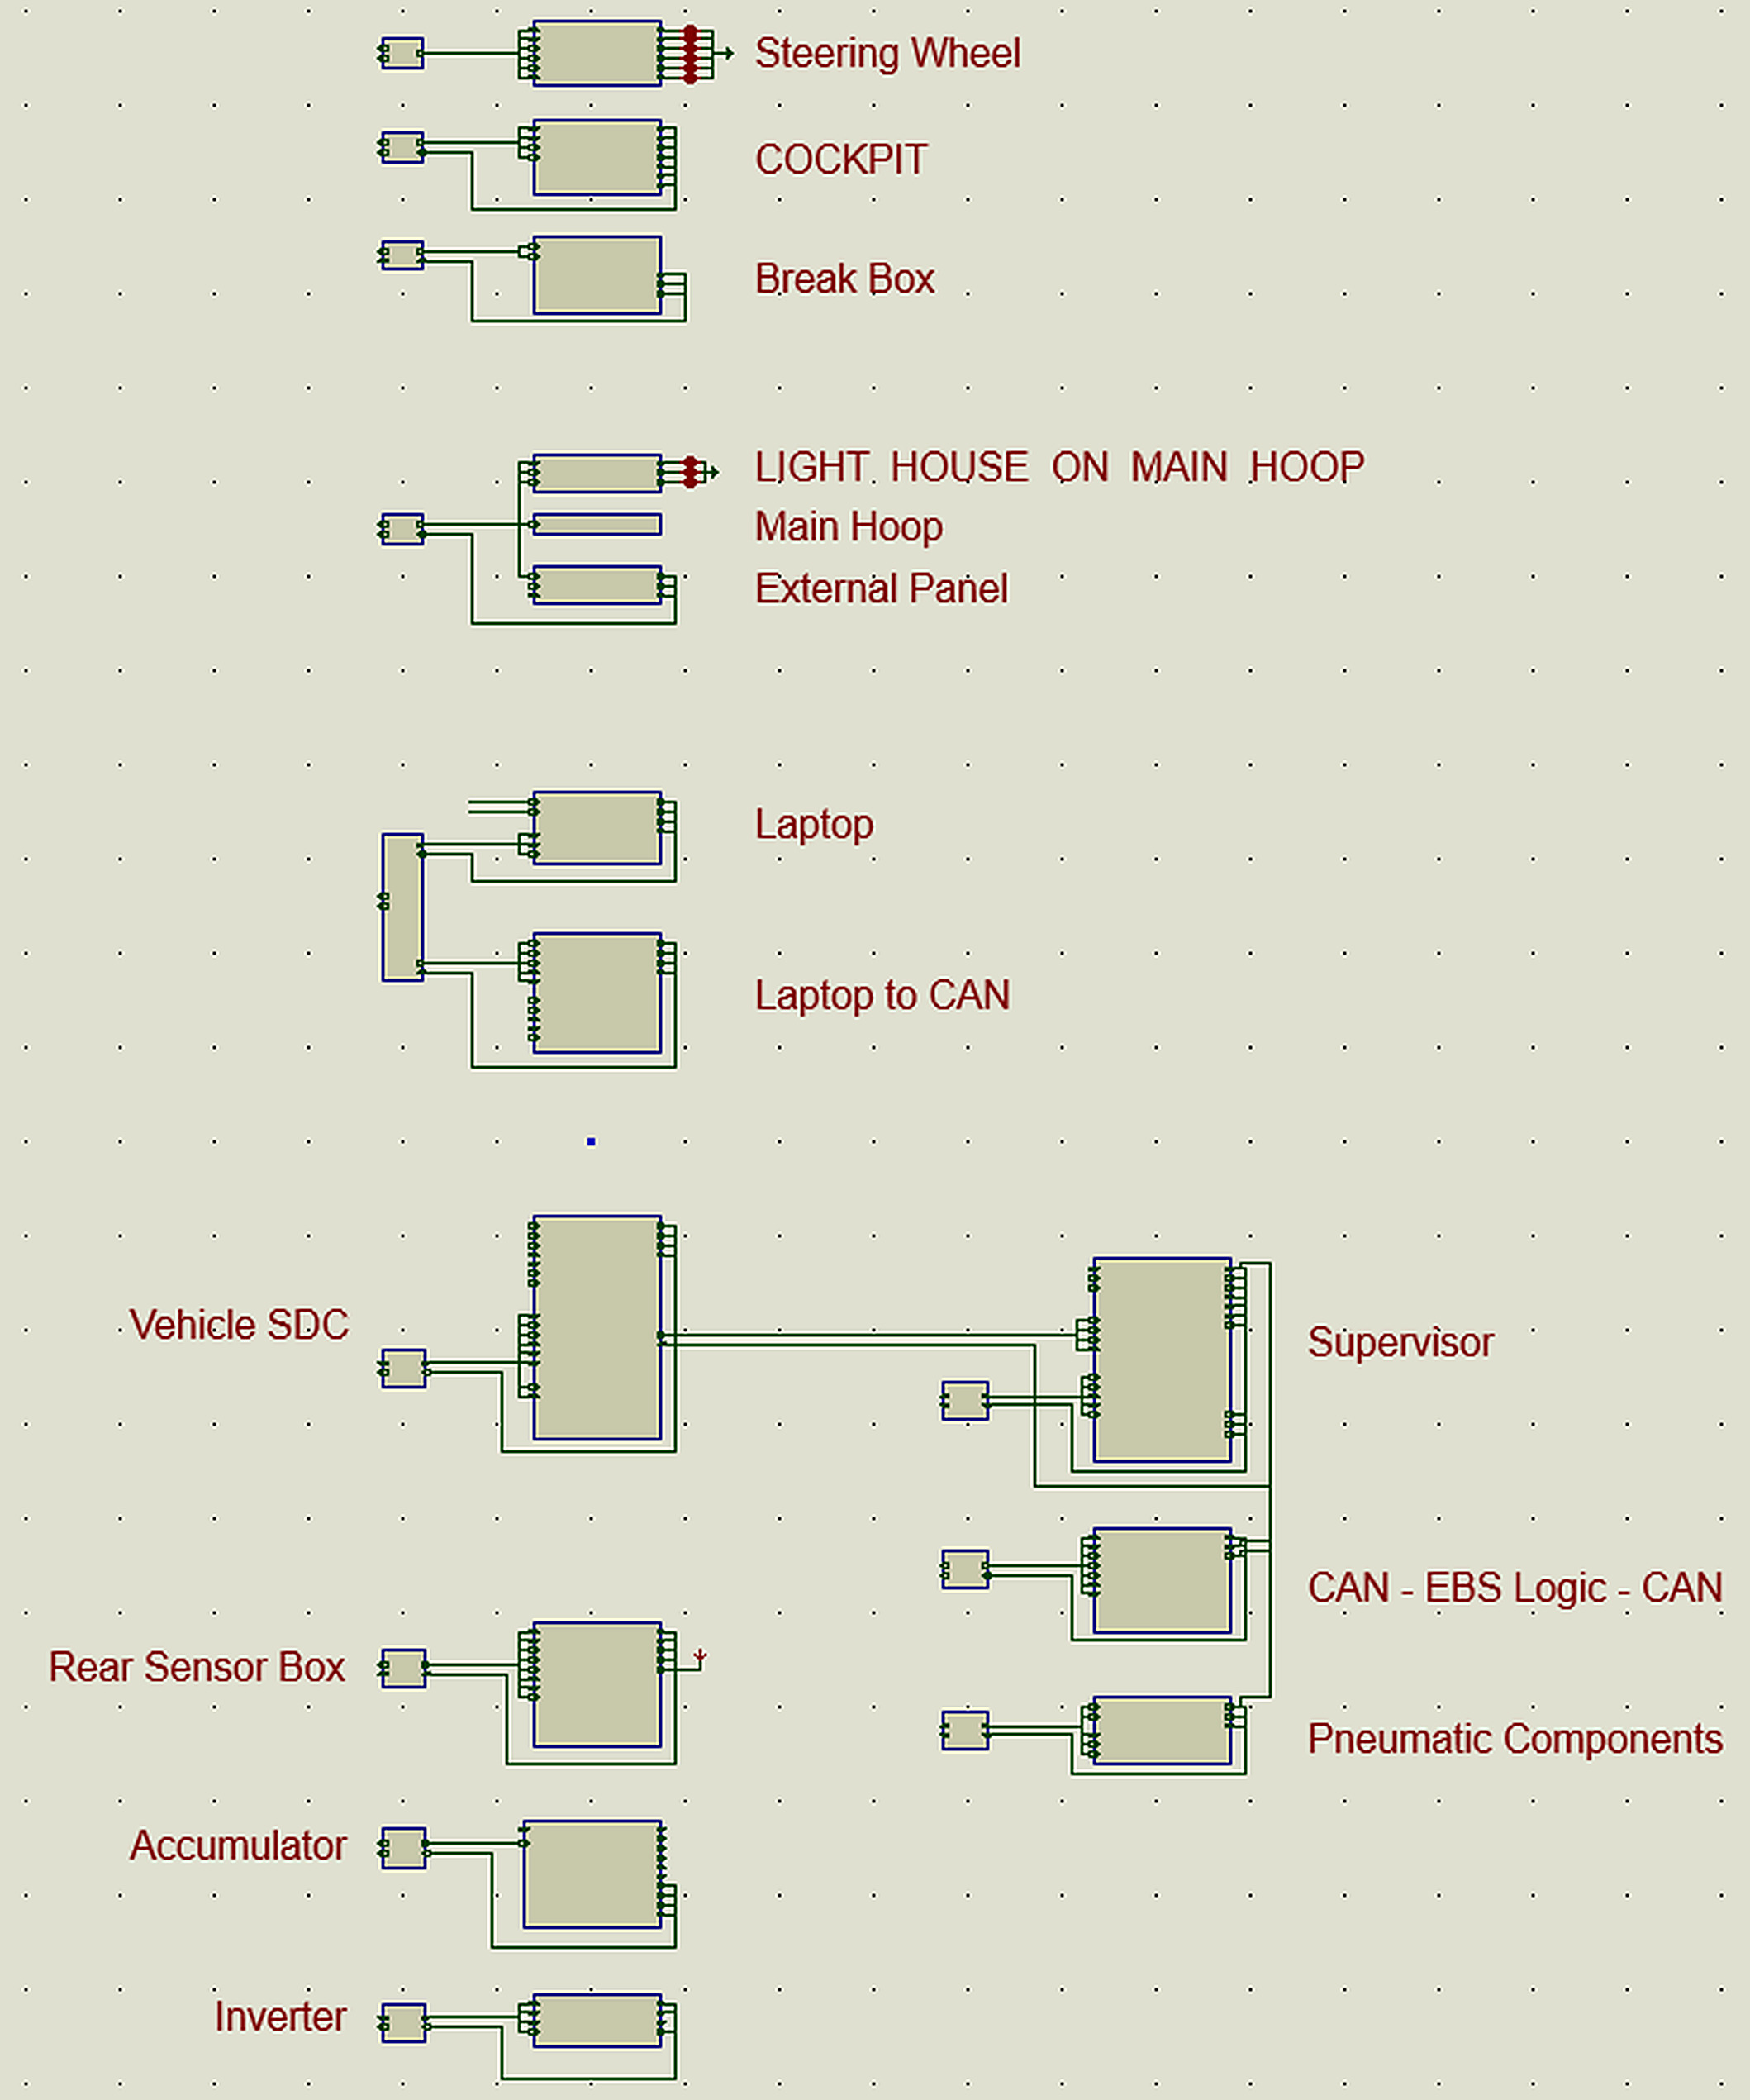 Steering Wheel
COCKPIT
Break Box
LIGHT HOUSE ON MAIN HOOP
Main Hoop
External Panel
Laptop
Laptop to CAN
Vehicle SDC
Supervisor
CAN - EBS Logic - CAN
Rear Sensor Box
Pneumatic Components
Accumulator
Inverter